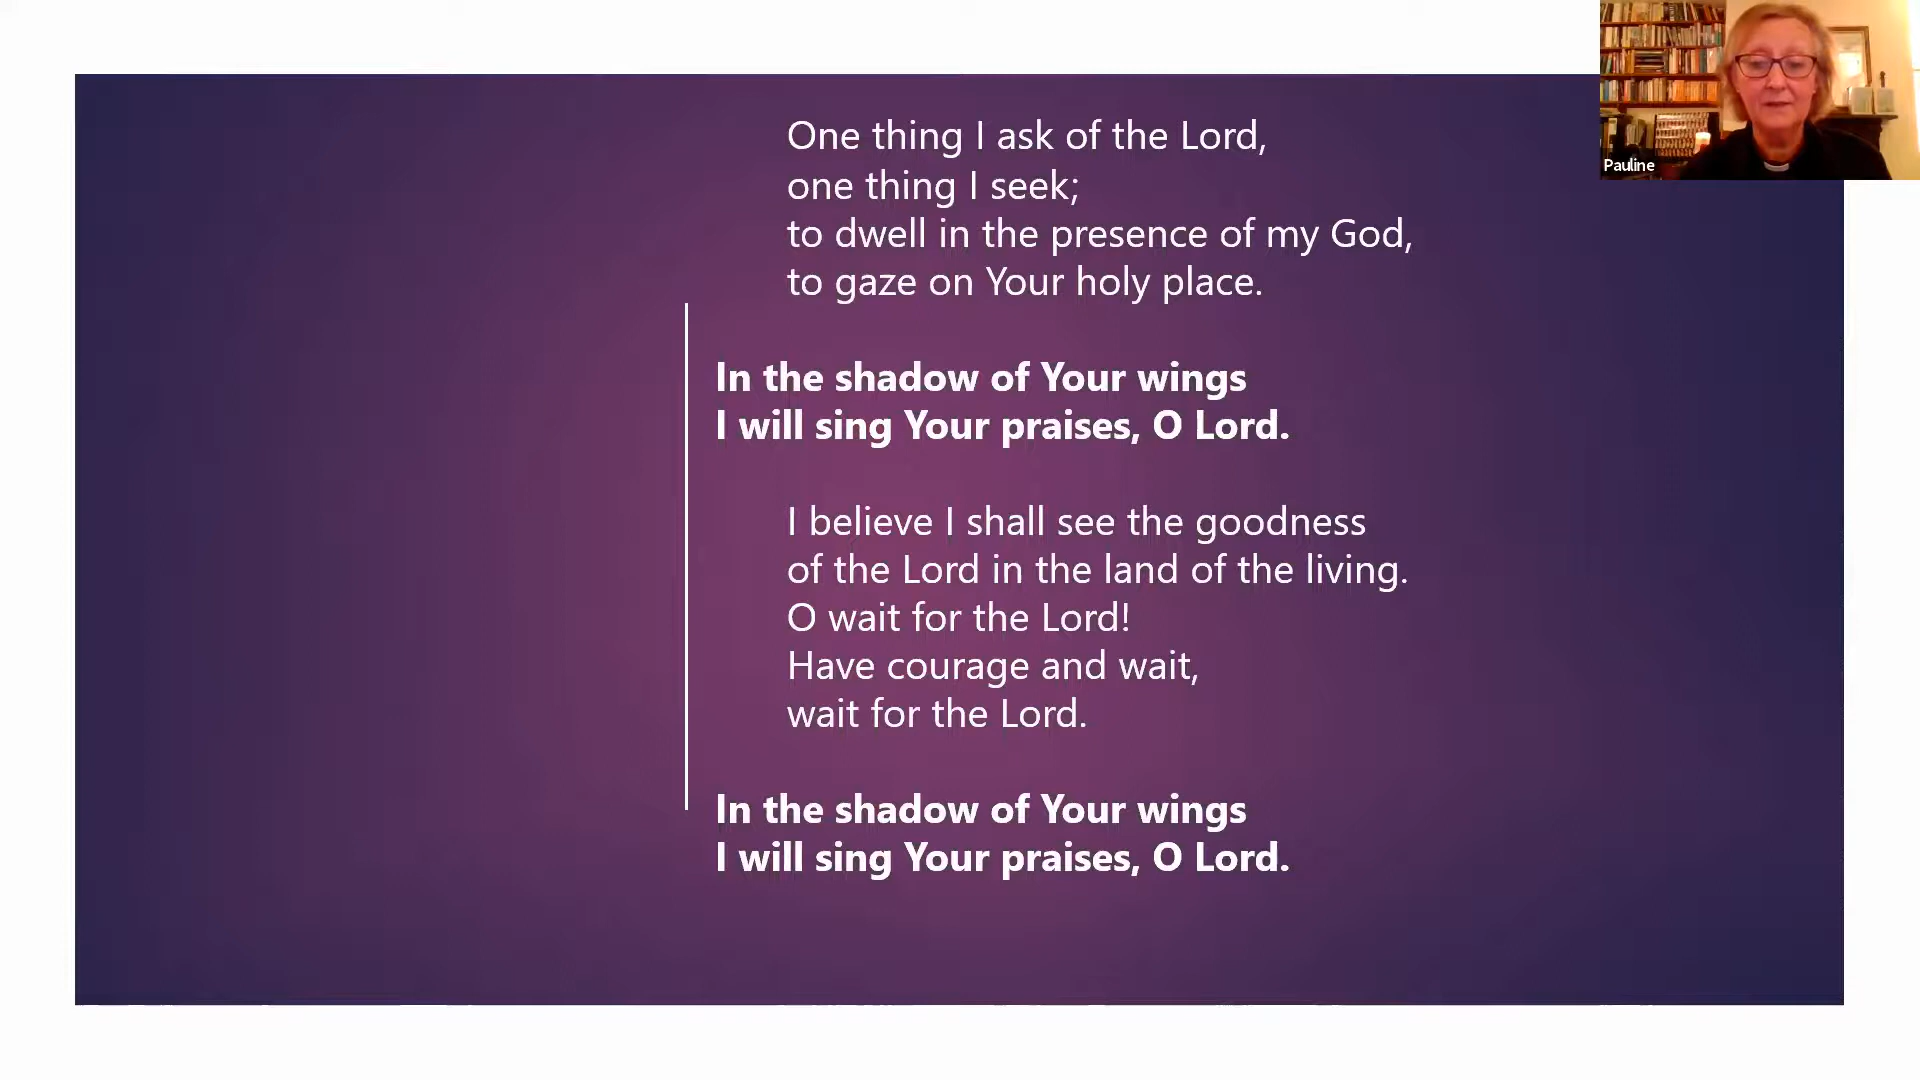 One thing I ask of the Lord,
one thing I seek;
to dwell in the presence of my God,
to gaze on Your holy place.
In the shadow of Your wings
I will sing Your praises, O Lord.
I believe I shall see the goodness
of the Lord in the land of the living.
O wait for the Lord!
Have courage and wait,
wait for the Lord.
In the shadow of Your wings
I will sing Your praises, O Lord.
Pauline